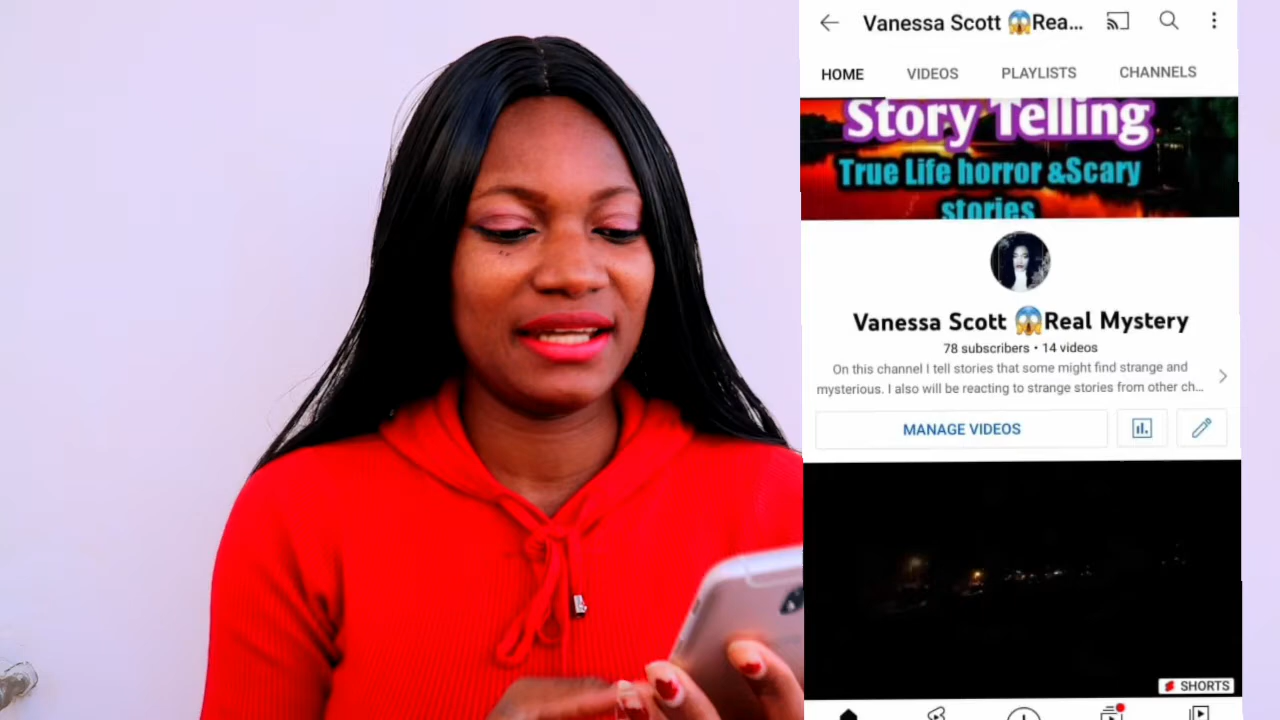 Vanessa Scott 😱Rea...
HOME VIDEOS PLAYLISTS CHANNELS
Story Telling
True Life horror &Scary
stories
Vanessa Scott 😱Real Mystery
78 subscribers • 14 videos
On this channel I tell stories that some might find strange and
mysterious. I also will be reacting to strange stories from other ch...
MANAGE VIDEOS
SHORTS